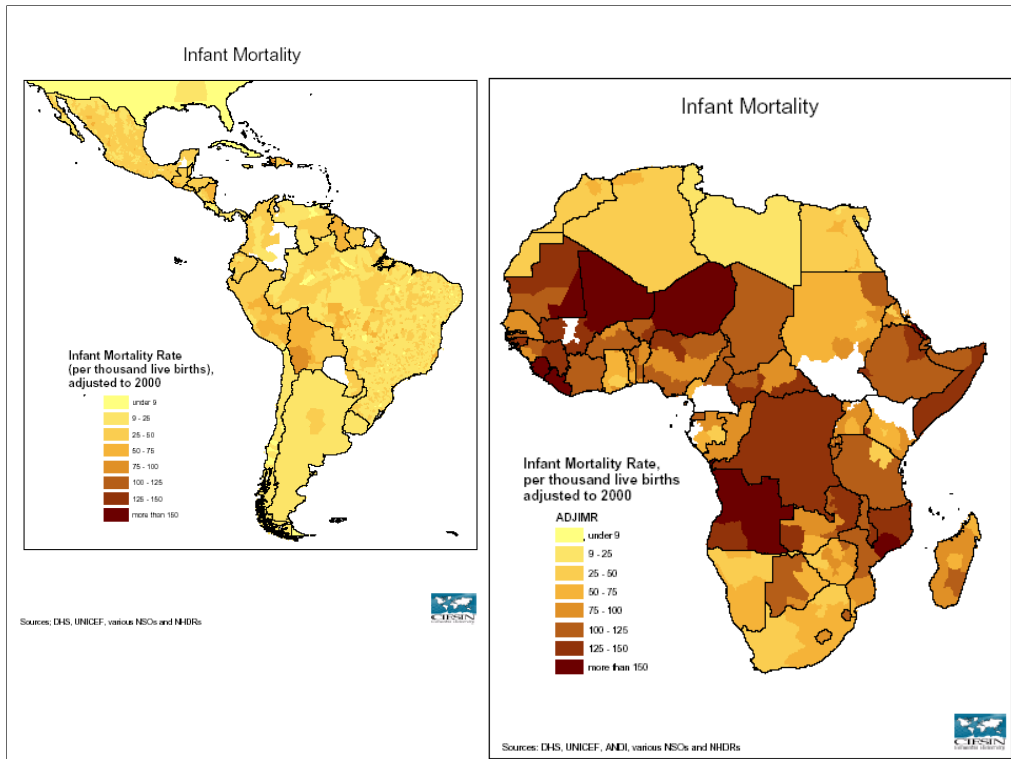 Infant Mortality
Infant Mortality Rate
(per thousand live births),
adjusted to 2000
under 9
9 - 25
25 - 50
50 - 75
75 - 100
100 - 125
125 - 150
more than 150
Sources; DHS, UNICEF, various NSOs and NHDRs
CIESIN
Infant Mortality
Infant Mortality Rate,
per thousand live births
adjusted to 2000
ADJIMR
under 9
9 - 25
25 - 50
50 - 75
75 - 100
100 - 125
125 - 150
more than 150
Sources: DHS, UNICEF, ANDI, various NSOs and NHDRs
CIESIN